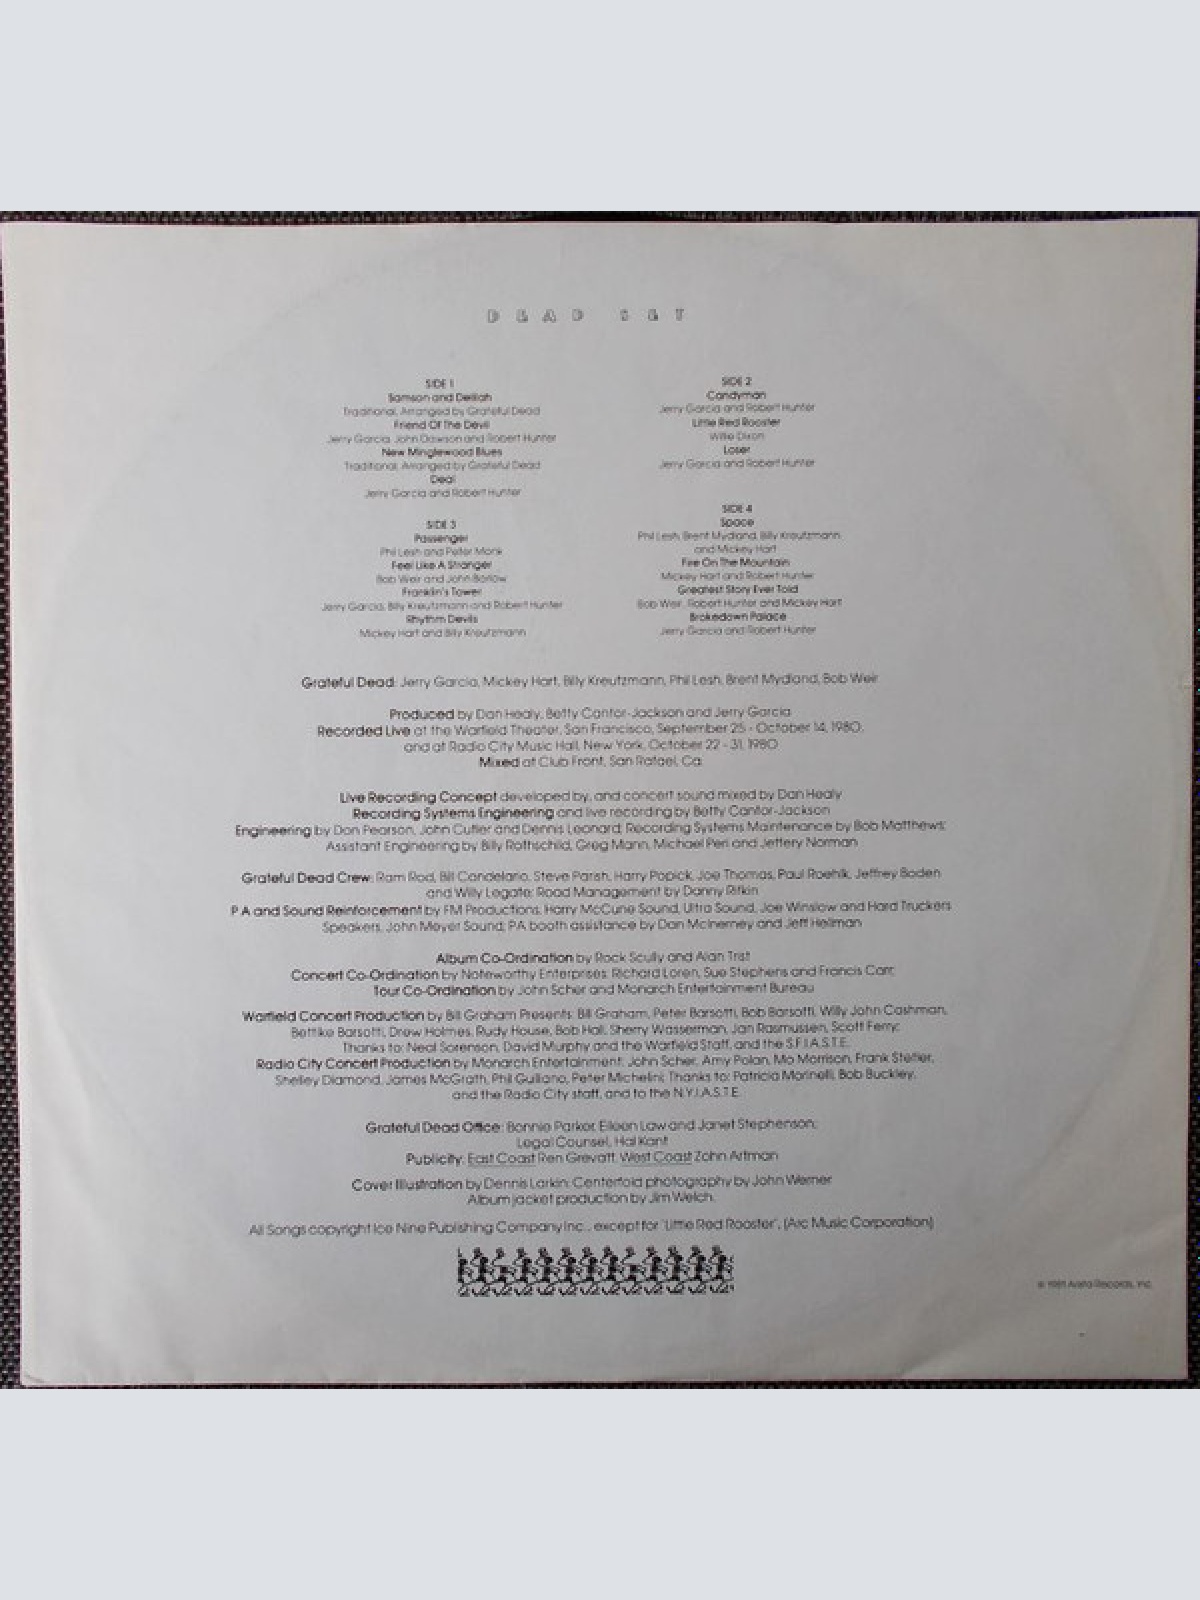 DEAD SET
SIDE 1
Samson and Delilah
Traditional, Arranged by Grateful Dead
Friend Of The Devil
Jerry Garcia, John Dawson and Robert Hunter
New Minglewood Blues
Traditional, Arranged by Grateful Dead
Deal
Jerry Garcia and Robert Hunter
SIDE 2
Candyman
Jerry Garcia and Robert Hunter
Little Red Rooster
Willie Dixon
Loser
Jerry Garcia and Robert Hunter
SIDE 3
Passenger
Phil Lesh and Peter Monk
Feel Like A Stranger
Bob Weir and John Barlow
Franklin's Tower
Jerry Garcia, Billy Kreutzmann and Robert Hunter
Rhythm Devils
Mickey Hart and Billy Kreutzmann
SIDE 4
Space
Phil Lesh, Brent Mydland, Billy Kreutzmann
and Mickey Hart
Fire On The Mountain
Mickey Hart and Robert Hunter
Greatest Story Ever Told
Bob Weir, Robert Hunter and Mickey Hart
Brokedown Palace
Jerry Garcia and Robert Hunter
Grateful Dead: Jerry Garcia, Mickey Hart, Billy Kreutzmann, Phil Lesh, Brent Mydland, Bob Weir
Produced by Dan Healy, Betty Cantor-Jackson and Jerry Garcia
Recorded Live at the Warfield Theater, San Francisco, September 25 - October 14, 1980,
and at Radio City Music Hall, New York, October 22 - 31, 1980
Mixed at Club Front, San Rafael, Ca.
Live Recording Concept developed by, and concert sound mixed by Dan Healy
Recording Systems Engineering and live recording by Betty Cantor-Jackson
Engineering by Don Pearson, John Cutler and Dennis Leonard; Recording Systems Maintenance by Bob Matthews;
Assistant Engineering by Billy Rothschild, Greg Mann, Michael Peri and Jeffery Norman
Grateful Dead Crew: Ram Rod, Bill Candelario, Steve Parish, Harry Popick, Joe Thomas, Paul Roehlk, Jeffrey Boden
and Willy Legate; Road Management by Danny Rifkin
P A and Sound Reinforcement by FM Productions, Harry McCune Sound, Ultra Sound, Joe Winslow and Hard Truckers
Speakers, John Meyer Sound; PA booth assistance by Dan McInerney and Jeff Hellman
Album Co-Ordination by Rock Scully and Alan Trist
Concert Co-Ordination by Noteworthy Enterprises: Richard Loren, Sue Stephens and Francis Carr;
Tour Co-Ordination by John Scher and Monarch Entertainment Bureau
Warfield Concert Production by Bill Graham Presents: Bill Graham, Peter Barsotti, Bob Barsotti, Willy John Cashman,
Bettike Barsotti, Drew Holmes, Rudy House, Bob Hall, Sherry Wasserman, Jan Rasmussen, Scott Ferry;
Thanks to: Neal Sorenson, David Murphy and the Warfield Staff, and the S.F.I.A.S.T.E.
Radio City Concert Production by Monarch Entertainment: John Scher, Amy Polan, Mo Morrison, Frank Stetler,
Shelley Diamond, James McGrath, Phil Guiliano, Peter Michelini; Thanks to: Patricia Morinelli, Bob Buckley,
and the Radio City staff, and to the N.Y.I.A.S.T.E.
Grateful Dead Office: Bonnie Parker, Eileen Law and Janet Stephenson;
Legal Counsel, Hal Kant
Publicity: East Coast Ren Grevatt, West Coast Zohn Artman
Cover Illustration by Dennis Larkin; Centerfold photography by John Werner
Album jacket production by Jim Welch.
All Songs copyright Ice Nine Publishing Company Inc., except for 'Little Red Rooster', (Arc Music Corporation)
© 1981 Arista Records, Inc.